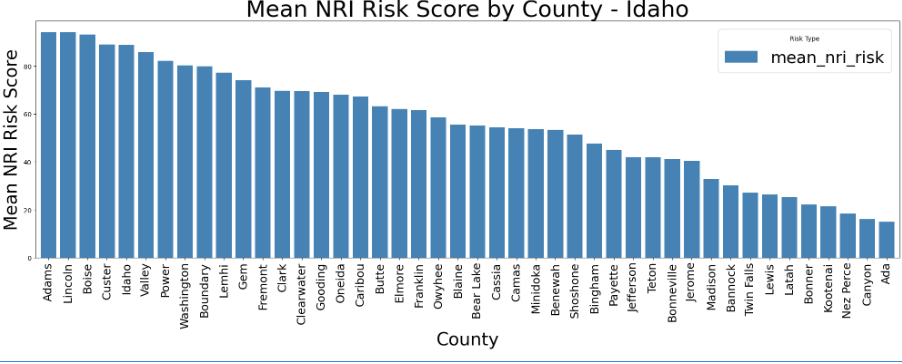 Mean NRI Risk Score by County - Idaho
Mean NRI Risk Score
80
60
40
20
0
Risk Type
mean_nri_risk
Adams
Lincoln
Boise
Custer
Idaho
Valley
Power
Washington
Boundary
Lemhi
Gem
Fremont
Clark
Clearwater
Gooding
Oneida
Caribou
Butte
Elmore
Franklin
Owyhee
Blaine
Bear Lake
Cassia
Camas
Minidoka
Benewah
Shoshone
Bingham
Payette
Jefferson
Teton
Bonneville
Jerome
Madison
Bannock
Twin Falls
Lewis
Latah
Bonner
Kootenai
Nez Perce
Canyon
Ada
County